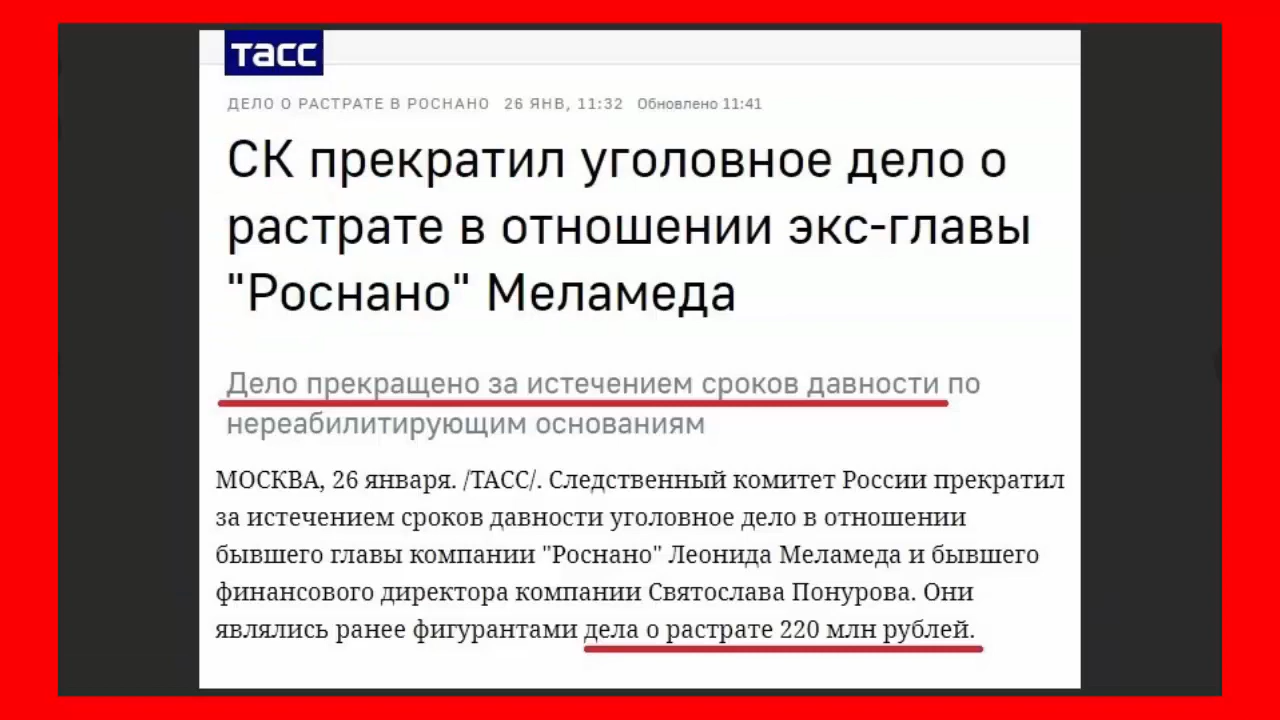 тасс
ДЕЛО О РАСТРАТЕ В РОСНАНО 26 ЯНВ, 11:32 Обновлено 11:41
СК прекратил уголовное дело о
растрате в отношении экс-главы
"Роснано" Меламеда
Дело прекращено за истечением сроков давности по
нереабилитирующим основаниям
МОСКВА, 26 января. /ТАСС/. Следственный комитет России прекратил
за истечением сроков давности уголовное дело в отношении
бывшего главы компании "Роснано" Леонида Меламеда и бывшего
финансового директора компании Святослава Понурова. Они
являлись ранее фигурантами дела о растрате 220 млн рублей.